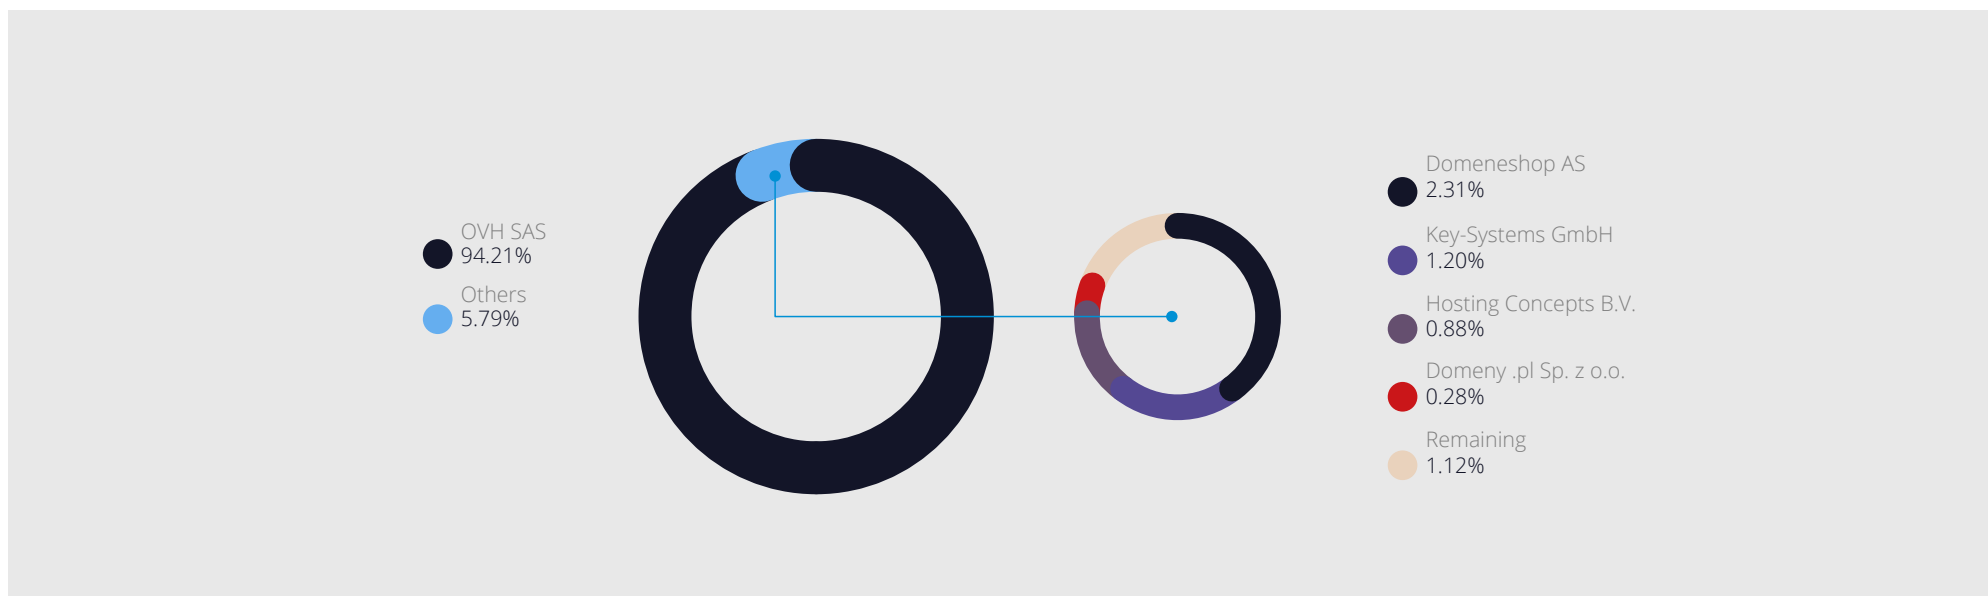 OVH SAS
94.21%
Others
5.79%
Domeneshop AS
2.31%
Key-Systems GmbH
1.20%
Hosting Concepts B.V.
0.88%
Domeny .pl Sp. z o.o.
0.28%
Remaining
1.12%